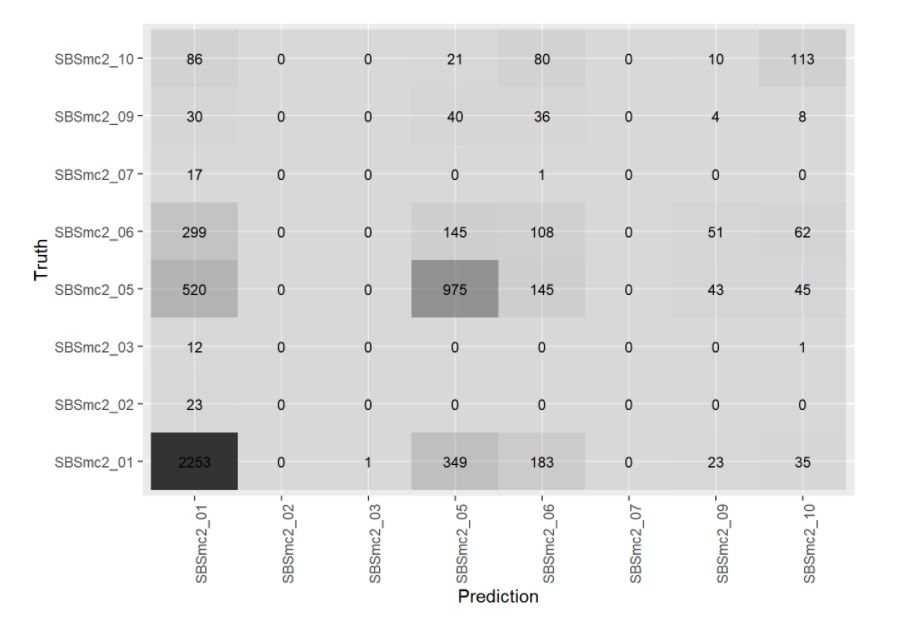 SBSmc2_10 86 0 0 21 80 0 10 113
SBSmc2_09 30 0 0 40 36 0 4 8
SBSmc2_07 17 0 0 0 1 0 0 0
SBSmc2_06 299 0 0 145 108 0 51 62
Truth
SBSmc2_05 520 0 0 975 145 0 43 45
SBSmc2_03 12 0 0 0 0 0 0 1
SBSmc2_02 23 0 0 0 0 0 0 0
SBSmc2_01 2253 0 1 349 183 0 23 35
SBSmc2_01 SBSmc2_02 SBSmc2_03 SBSmc2_05 SBSmc2_06 SBSmc2_07 SBSmc2_09 SBSmc2_10
Prediction